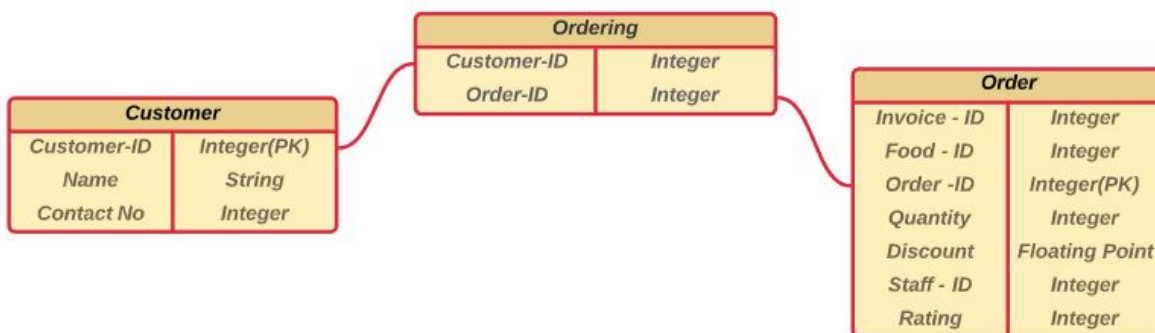 Ordering
Customer-ID Integer
Order-ID Integer
Customer
Customer-ID Integer(PK)
Name String
Contact No Integer
Order
Invoice - ID Integer
Food - ID Integer
Order -ID Integer(PK)
Quantity Integer
Discount Floating Point
Staff - ID Integer
Rating Integer